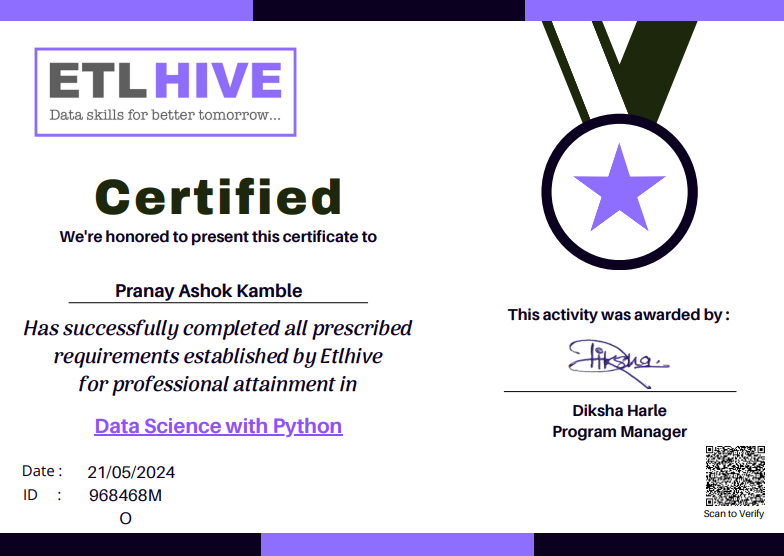 ETLHIVE
Data skills for better tomorrow...
Certified
We're honored to present this certificate to
Pranay Ashok Kamble
Has successfully completed all prescribed
requirements established by Etlhive
for professional attainment in
Data Science with Python
Date : 21/05/2024
ID : 968468M
O
This activity was awarded by :
Diksha
Diksha Harle
Program Manager
Scan to Verify